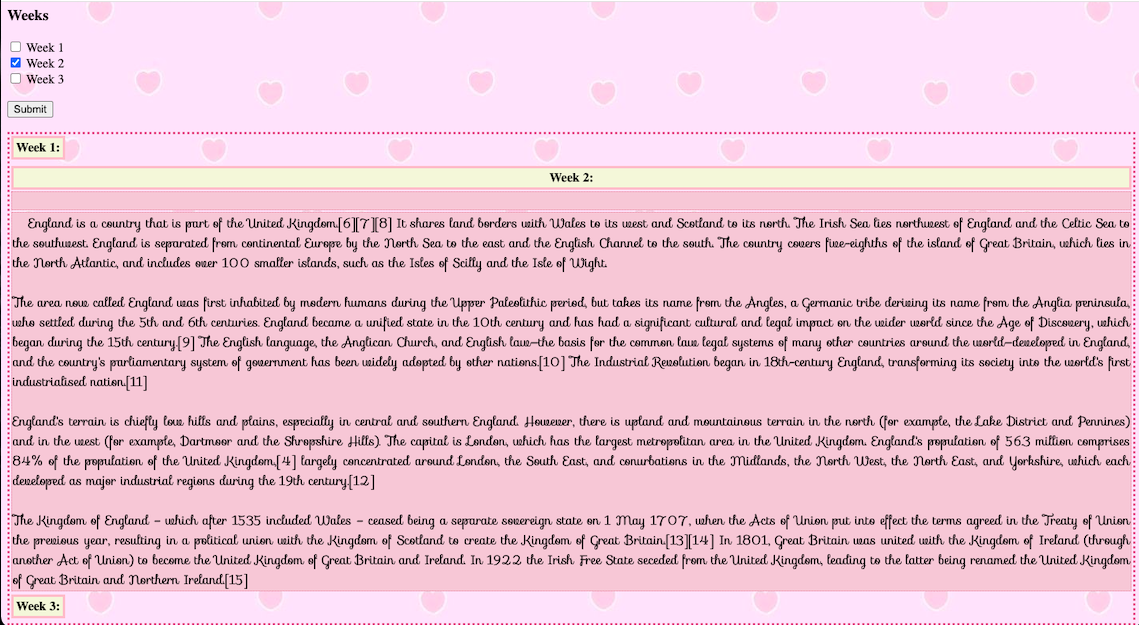 Weeks
Week 1
Week 2
Week 3
Submit
Week 1:
Week 2:
England is a country that is part of the United Kingdom.[6][7][8] It shares land borders with Wales to its west and Scotland to its north. The Irish Sea lies northwest of England and the Celtic Sea to
the southwest. England is separated from continental Europe by the North Sea to the east and the English Channel to the south. The country covers five-eighths of the island of Great Britain, which lies in
the North Atlantic, and includes over 100 smaller islands, such as the Isles of Scilly and the Isle of Wight.
The area now called England was first inhabited by modern humans during the Upper Paleolithic period, but takes its name from the Angles, a Germanic tribe deriving its name from the Anglia peninsula,
who settled during the 5th and 6th centuries. England became a unified state in the 10th century and has had a significant cultural and legal impact on the wider world since the Age of Discovery, which
began during the 15th century.[9] The English language, the Anglican Church, and English law—the basis for the common law legal systems of many other countries around the world—developed in England,
and the country's parliamentary system of government has been widely adopted by other nations.[10] The Industrial Revolution began in 18th-century England, transforming its society into the world's first
industrialised nation.[11]
England's terrain is chiefly low hills and plains, especially in central and southern England. However, there is upland and mountainous terrain in the north (for example, the Lake District and Pennines)
and in the west (for example, Dartmoor and the Shropshire Hills). The capital is London, which has the largest metropolitan area in the United Kingdom. England's population of 56.3 million comprises
84% of the population of the United Kingdom,[4] largely concentrated around London, the South East, and conurbations in the Midlands, the North West, the North East, and Yorkshire, which each
developed as major industrial regions during the 19th century.[12]
The Kingdom of England – which after 1535 included Wales – ceased being a separate sovereign state on 1 May 1707, when the Acts of Union put into effect the terms agreed in the Treaty of Union
the previous year, resulting in a political union with the Kingdom of Scotland to create the Kingdom of Great Britain.[13][14] In 1801, Great Britain was united with the Kingdom of Ireland (through
another Act of Union) to become the United Kingdom of Great Britain and Ireland. In 1922 the Irish Free State seceded from the United Kingdom, leading to the latter being renamed the United Kingdom
of Great Britain and Northern Ireland.[15]
Week 3: